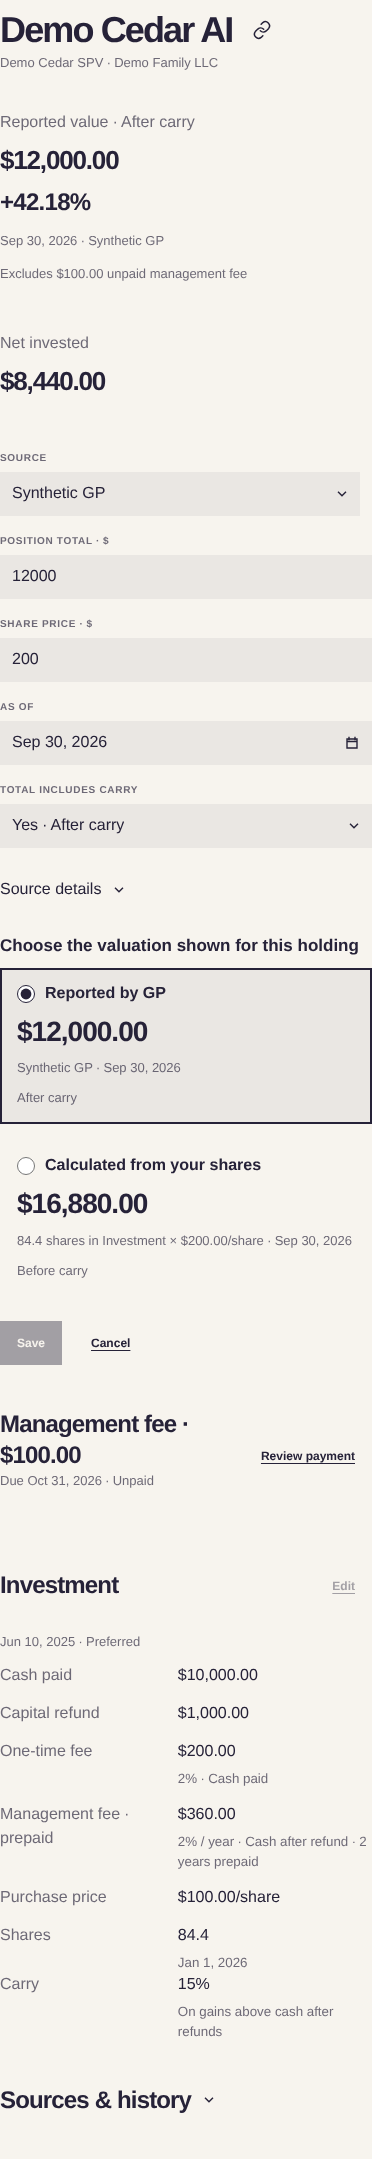 Demo Cedar AI
Demo Cedar SPV · Demo Family LLC
Reported value · After carry
$12,000.00
+42.18%
Sep 30, 2026 · Synthetic GP
Excludes $100.00 unpaid management fee
Net invested
$8,440.00
SOURCE
Synthetic GP
POSITION TOTAL · $
12000
SHARE PRICE · $
200
AS OF
Sep 30, 2026
TOTAL INCLUDES CARRY
Yes · After carry
Source details
Choose the valuation shown for this holding
Reported by GP
$12,000.00
Synthetic GP · Sep 30, 2026
After carry
Calculated from your shares
$16,880.00
84.4 shares in Investment × $200.00/share · Sep 30, 2026
Before carry
Save Cancel
Management fee ·
$100.00
Review payment
Due Oct 31, 2026 · Unpaid
Investment Edit
Jun 10, 2025 · Preferred
Cash paid $10,000.00
Capital refund $1,000.00
One-time fee $200.00
2% · Cash paid
Management fee · $360.00
prepaid
2% / year · Cash after refund · 2
years prepaid
Purchase price $100.00/share
Shares 84.4
Jan 1, 2026
Carry 15%
On gains above cash after
refunds
Sources & history